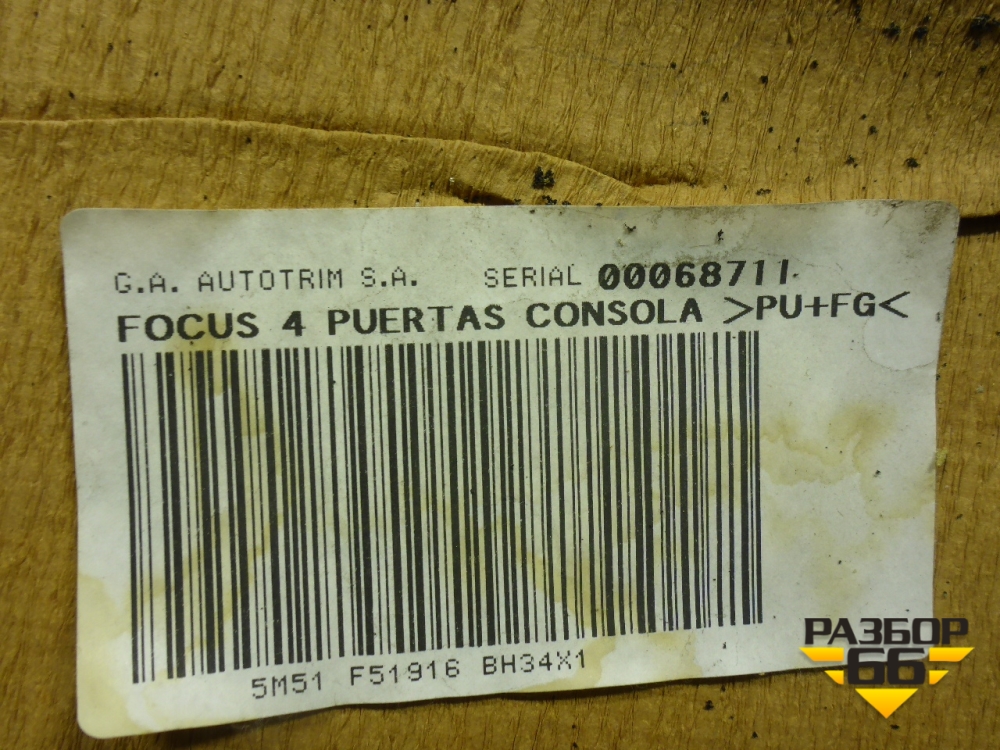 G.A. AUTOTRIM S.A. SERIAL 00068711
FOCUS 4 PUERTAS CONSOLA >PU+FG<
5M51 F51916 BH34X1
РАЗБОР
66